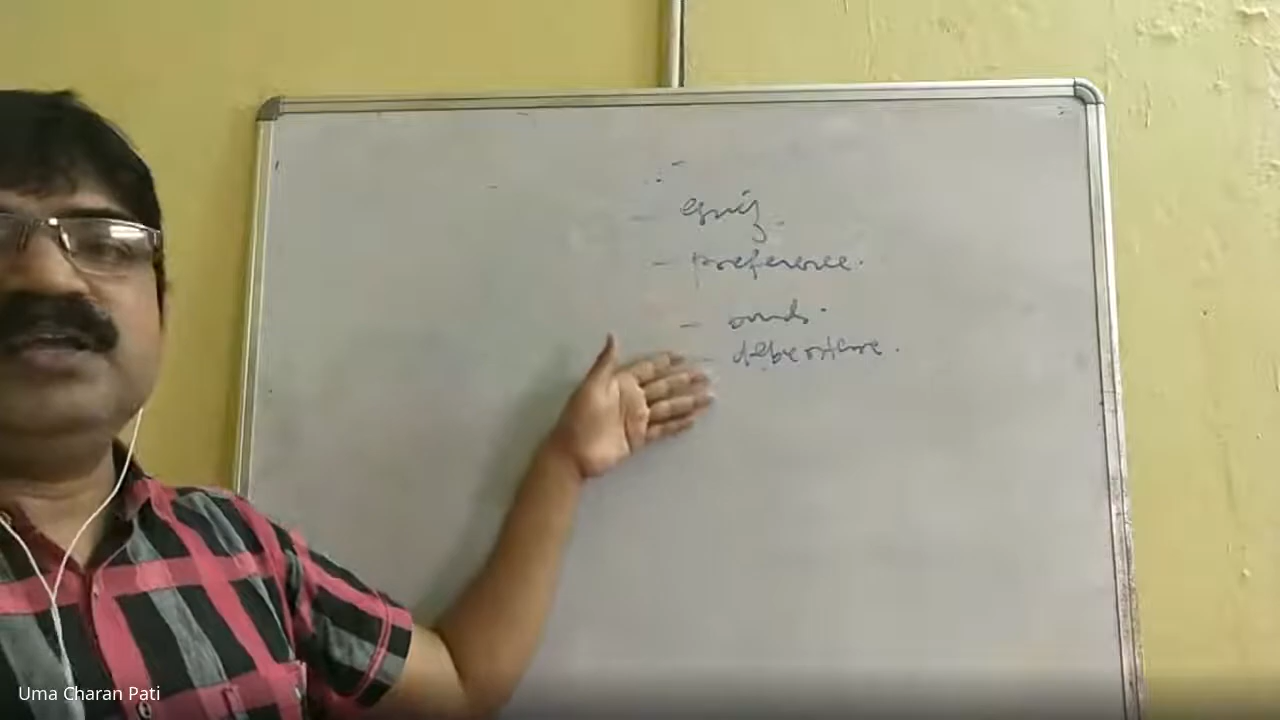 - equity.
- preference.
- bonds.
- debenture.
Uma Charan Pati